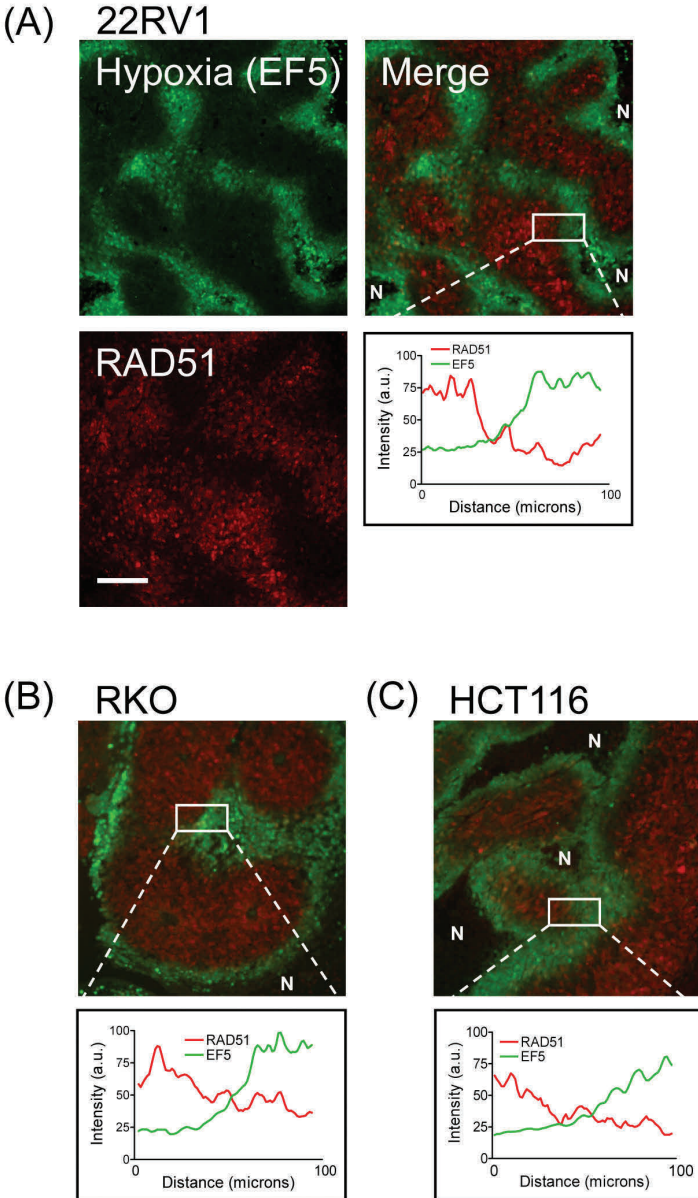 (A) 22RV1
Hypoxia (EF5)
Merge
N
N
N
RAD51
RAD51
EF5
Intensity (a.u.)
100
75
50
25
0
0
100
Distance (microns)
(B) RKO
N
RAD51
EF5
Intensity (a.u.)
100
75
50
25
0
0
100
Distance (microns)
(C) HCT116
N
N
N
RAD51
EF5
Intensity (a.u.)
100
75
50
25
0
0
100
Distance (microns)